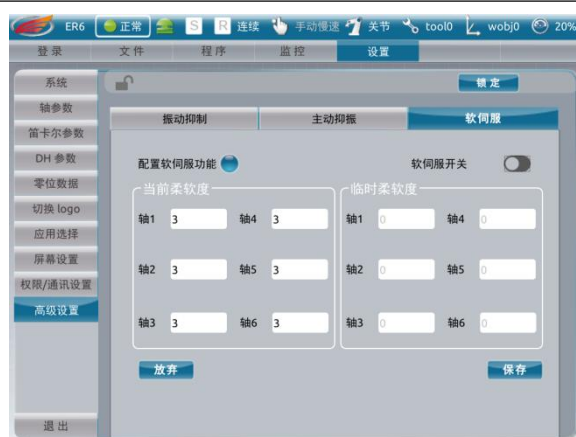 ER6 正常 S R 连续 手动慢速 关节 tool0 wobj0 20%
登录 文件 程序 监控 设置
系统
轴参数
笛卡尔参数
DH 参数
零位数据
切换 logo
应用选择
屏幕设置
权限/通讯设置
高级设置
退出
锁定
振动抑制 主动抑振 软伺服
配置软伺服功能 软伺服开关
当前柔软度 临时柔软度
轴1 3 轴4 3 轴1 0 轴4 0
轴2 3 轴5 3 轴2 0 轴5 0
轴3 3 轴6 3 轴3 0 轴6 0
放弃 保存